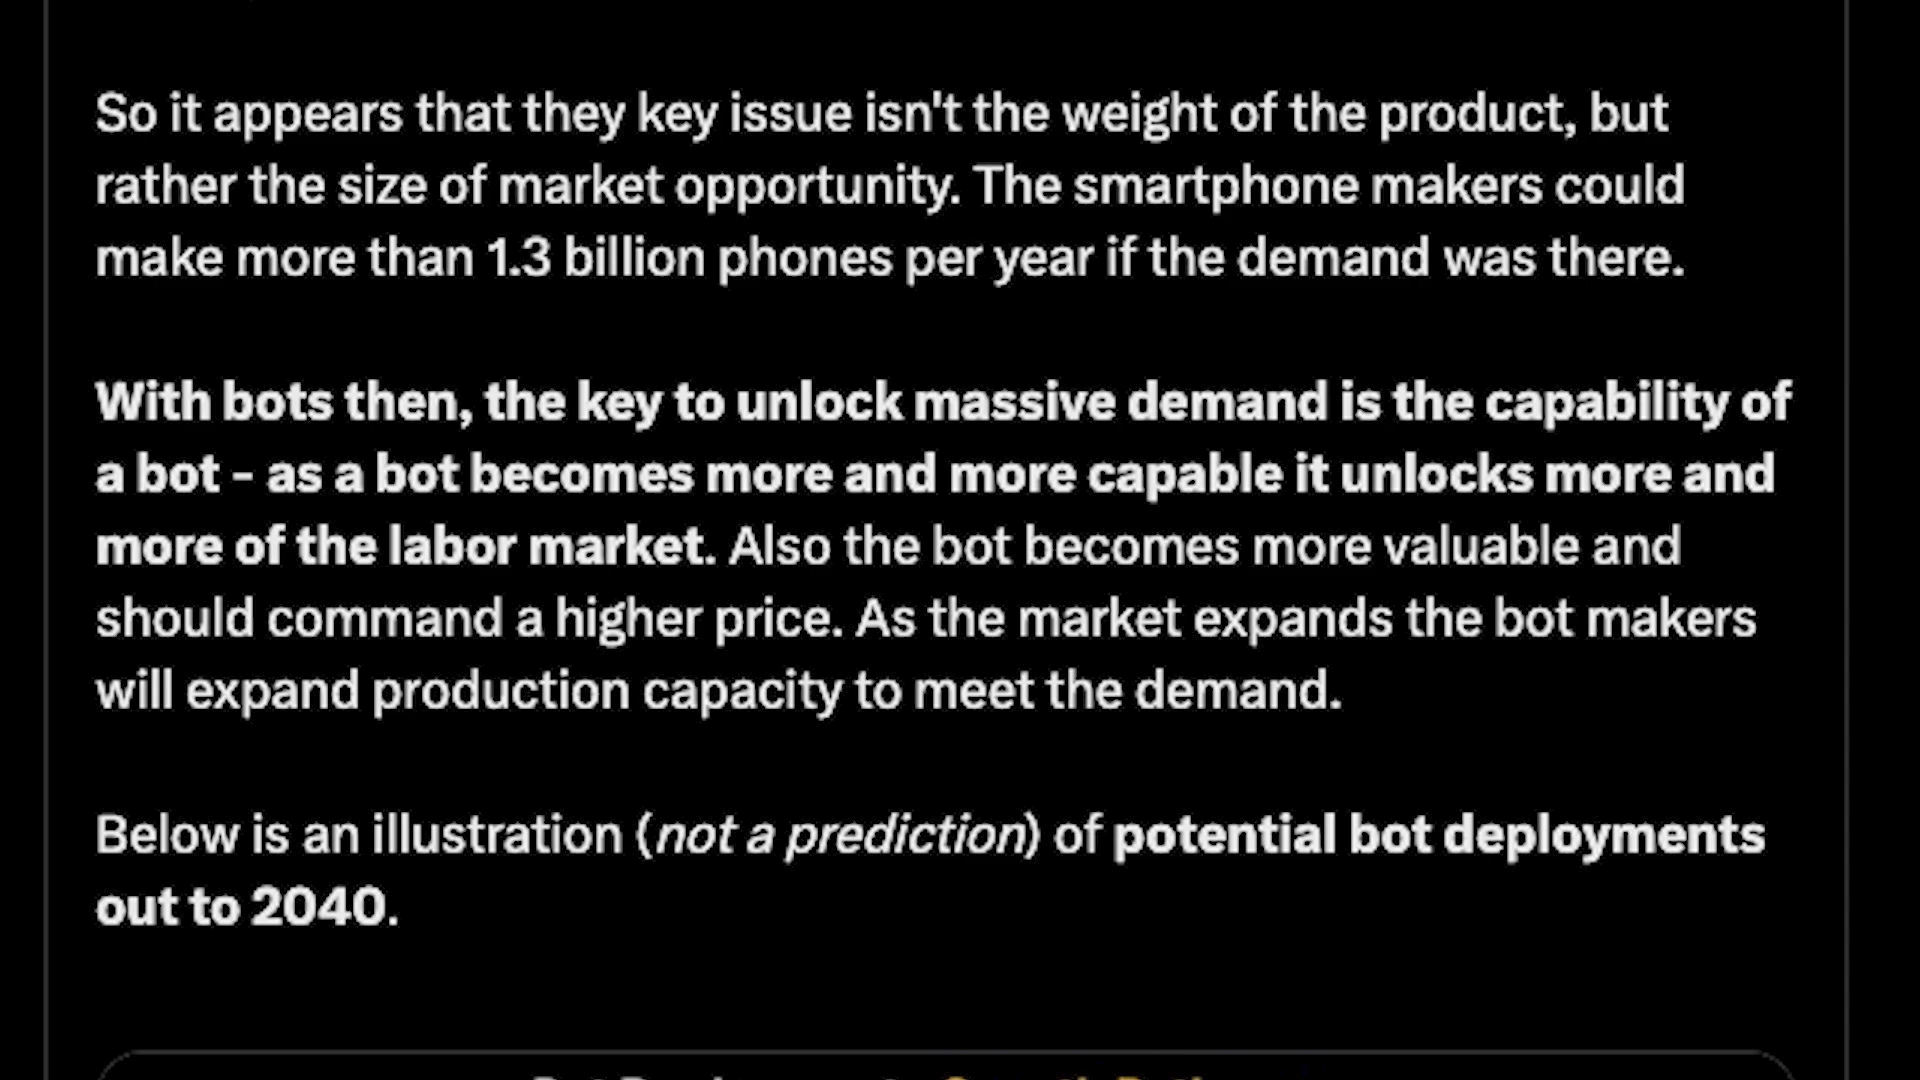 So it appears that they key issue isn't the weight of the product, but
rather the size of market opportunity. The smartphone makers could
make more than 1.3 billion phones per year if the demand was there.
With bots then, the key to unlock massive demand is the capability of
a bot - as a bot becomes more and more capable it unlocks more and
more of the labor market. Also the bot becomes more valuable and
should command a higher price. As the market expands the bot makers
will expand production capacity to meet the demand.
Below is an illustration (not a prediction) of potential bot deployments
out to 2040.